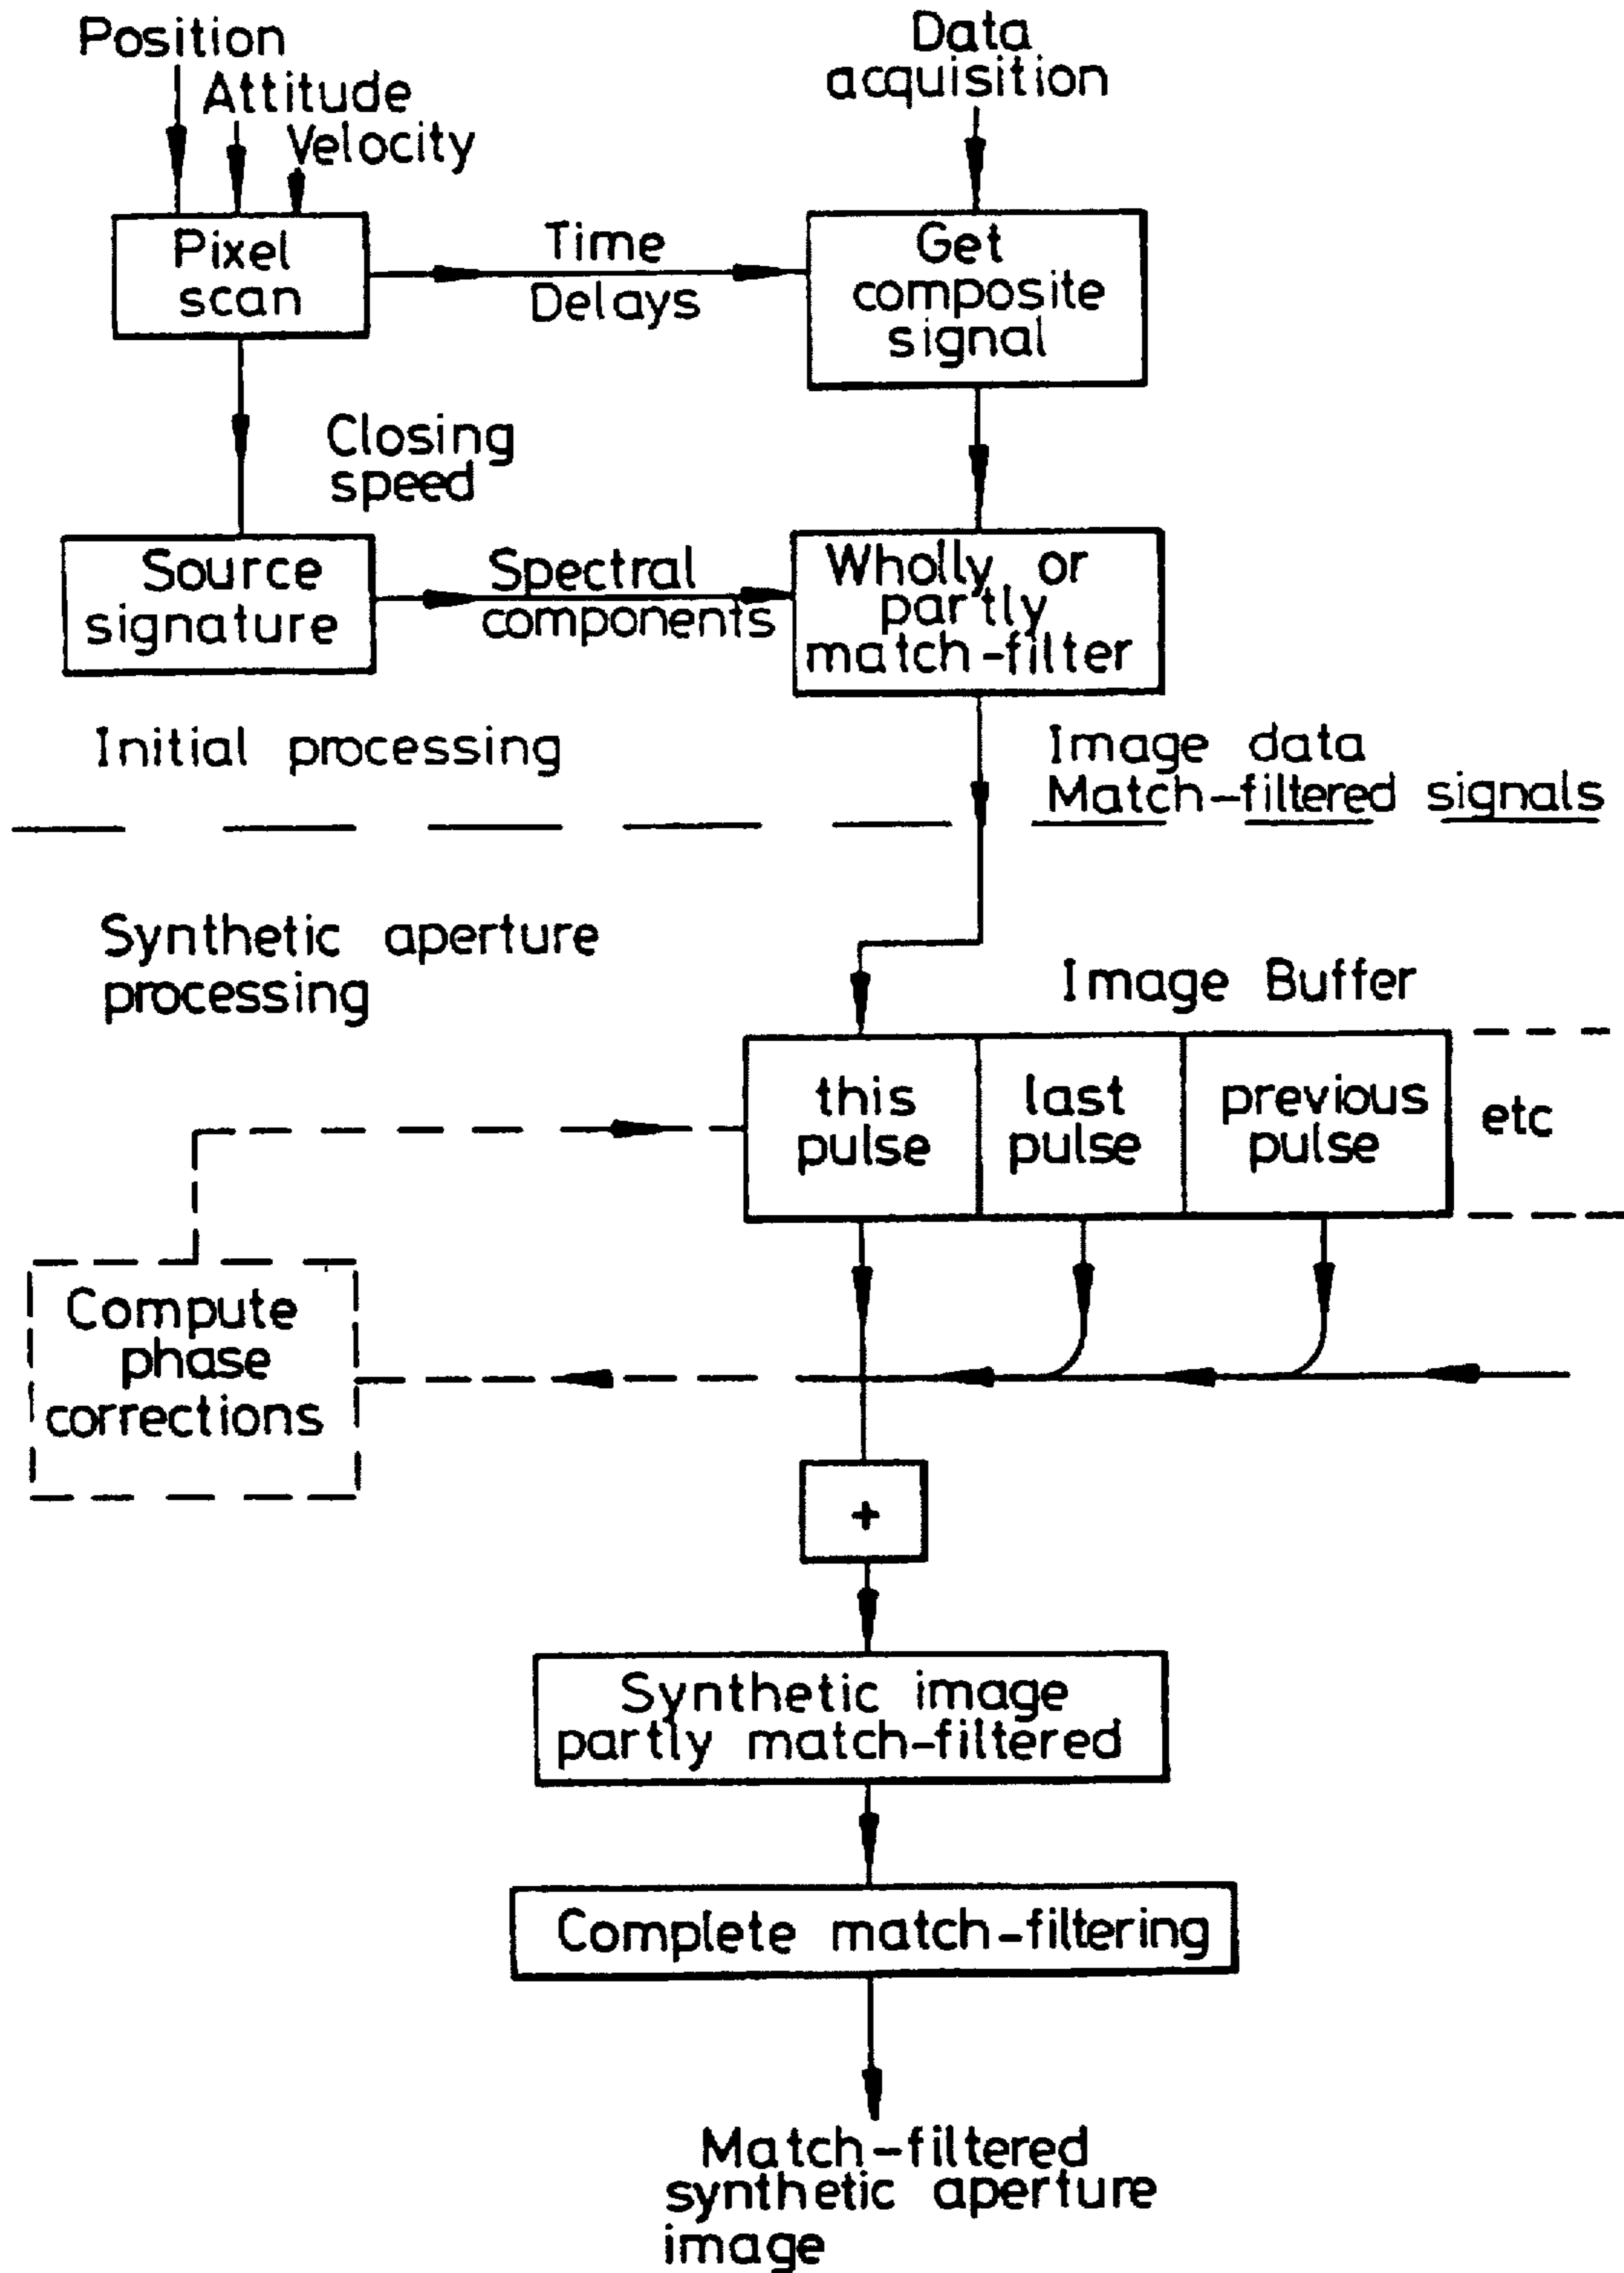 Position
Attitude
Velocity
Data
acquisition
Pixel
scan
Time
Delays
Get
composite
signal
Closing
speed
Source
signature
Spectral
components
Wholly or
partly
match-filter
Initial processing
Image data
Match-filtered signals
Synthetic aperture
processing
Image Buffer
this
pulse
last
pulse
previous
pulse
etc
Compute
phase
corrections
+
Synthetic image
partly match-filtered
Complete match-filtering
Match-filtered
synthetic aperture
image